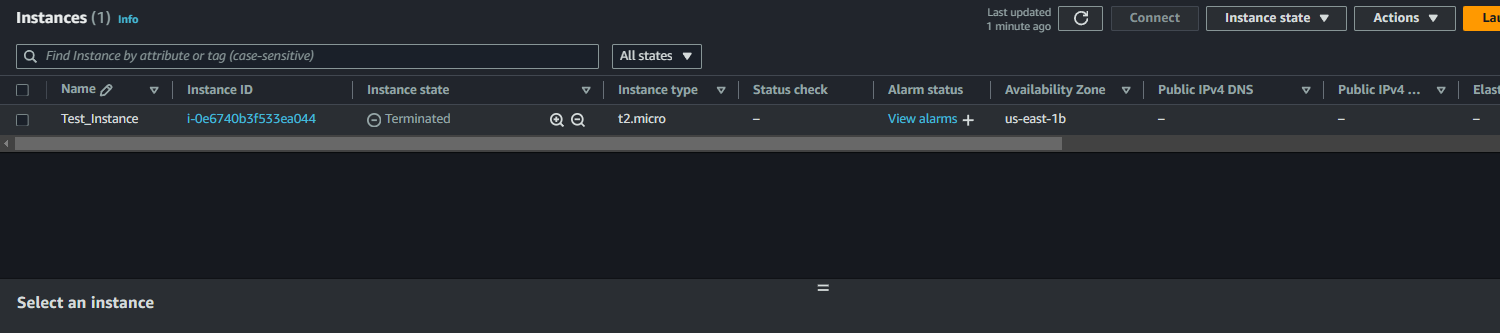 Instances (1) Info
Last updated
1 minute ago
Connect
Instance state
Actions
Lau
Find Instance by attribute or tag (case-sensitive)
All states
Name Instance ID Instance state Instance type Status check Alarm status Availability Zone Public IPv4 DNS Public IPv4 ... Elast
Test_Instance i-0e6740b3f533ea044 Terminated t2.micro – View alarms + us-east-1b – – –
Select an instance